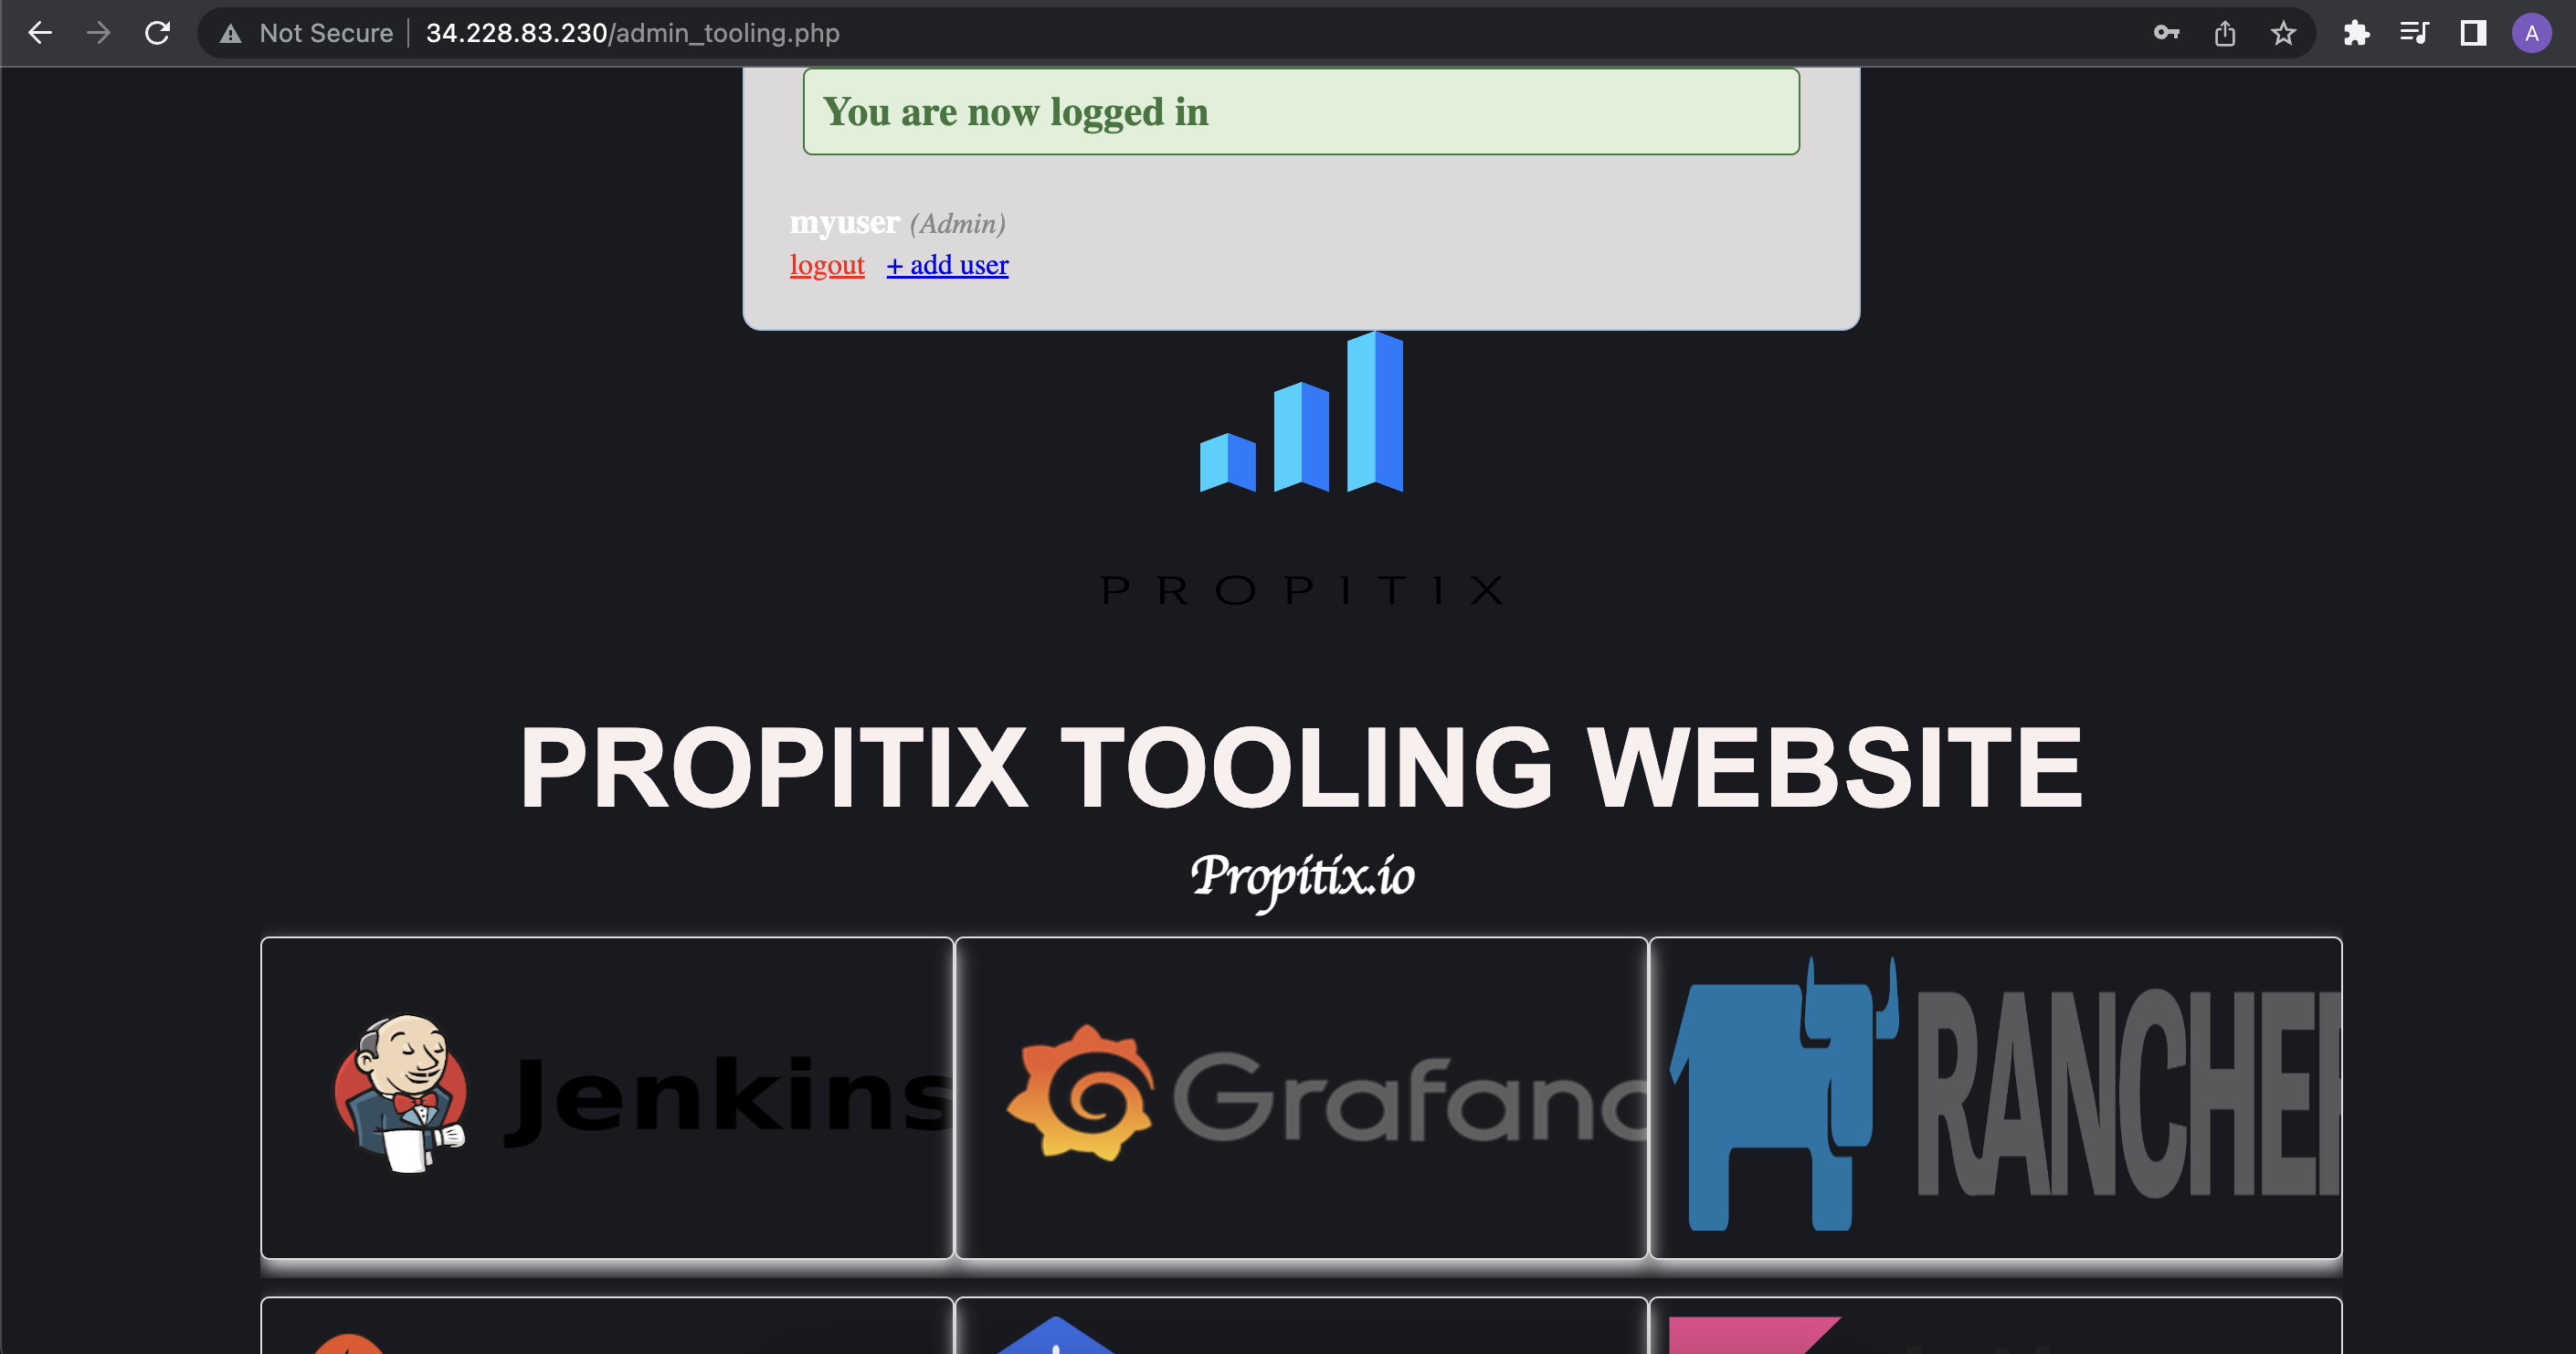 Not Secure | 34.228.83.230/admin_tooling.php
A
You are now logged in
myuser (Admin)
logout + add user
PROPITIX
PROPITIX TOOLING WEBSITE
Propitix.io
Jenkins
Grafana
RANCHER